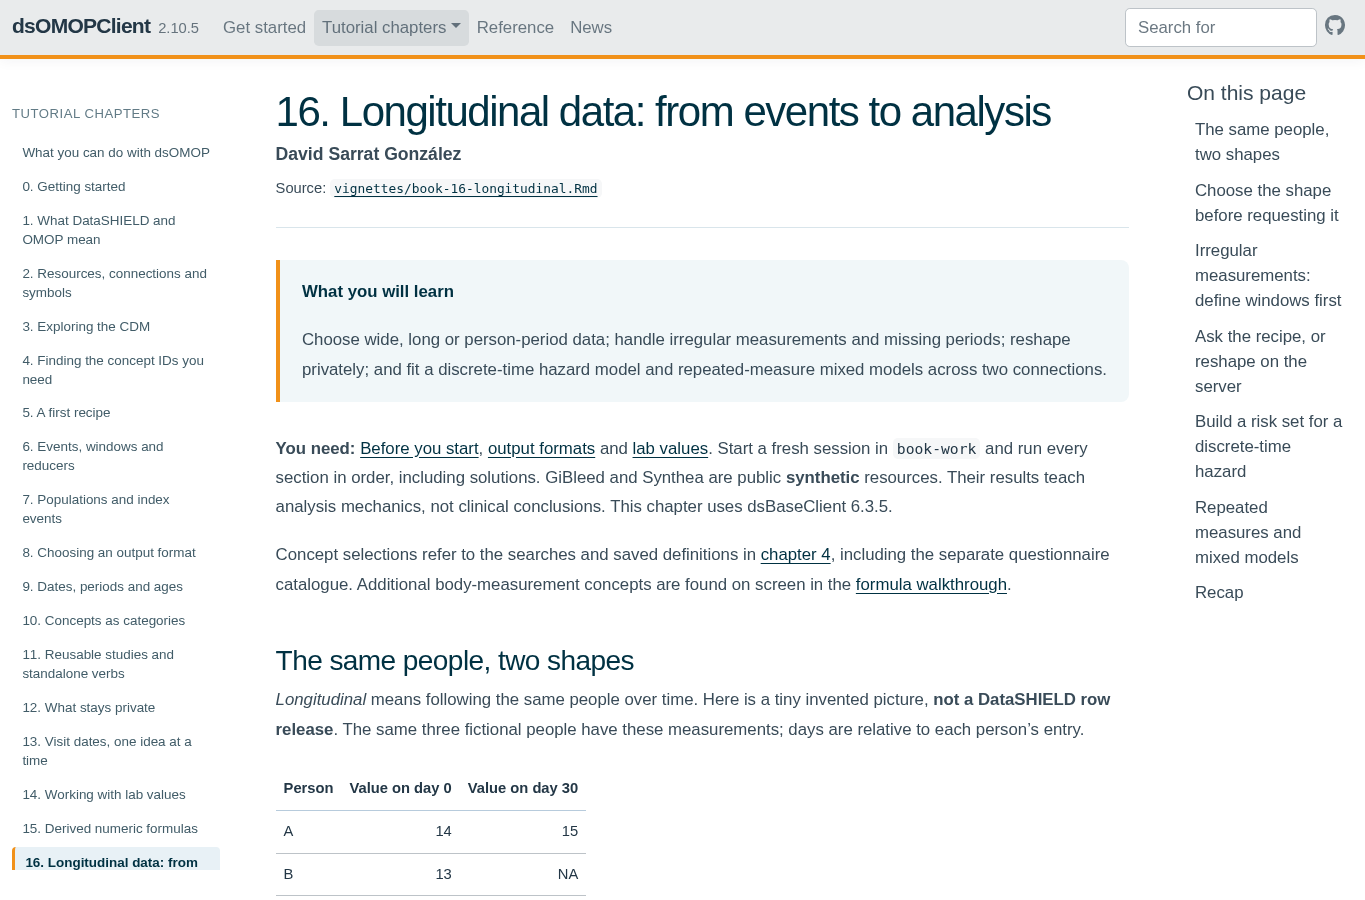 dsOMOPClient 2.10.5 Get started Tutorial chapters Reference News Search for
TUTORIAL CHAPTERS
What you can do with dsOMOP
0. Getting started
1. What DataSHIELD and
OMOP mean
2. Resources, connections and
symbols
3. Exploring the CDM
4. Finding the concept IDs you
need
5. A first recipe
6. Events, windows and
reducers
7. Populations and index
events
8. Choosing an output format
9. Dates, periods and ages
10. Concepts as categories
11. Reusable studies and
standalone verbs
12. What stays private
13. Visit dates, one idea at a
time
14. Working with lab values
15. Derived numeric formulas
16. Longitudinal data: from
16. Longitudinal data: from events to analysis
David Sarrat González
Source: vignettes/book-16-longitudinal.Rmd
What you will learn
Choose wide, long or person-period data; handle irregular measurements and missing periods; reshape
privately; and fit a discrete-time hazard model and repeated-measure mixed models across two connections.
You need: Before you start, output formats and lab values. Start a fresh session in book-work and run every
section in order, including solutions. GiBleed and Synthea are public synthetic resources. Their results teach
analysis mechanics, not clinical conclusions. This chapter uses dsBaseClient 6.3.5.
Concept selections refer to the searches and saved definitions in chapter 4, including the separate questionnaire
catalogue. Additional body-measurement concepts are found on screen in the formula walkthrough.
The same people, two shapes
Longitudinal means following the same people over time. Here is a tiny invented picture, not a DataSHIELD row
release. The same three fictional people have these measurements; days are relative to each person’s entry.
Person Value on day 0 Value on day 30
A 14 15
B 13 NA
On this page
The same people,
two shapes
Choose the shape
before requesting it
Irregular
measurements:
define windows first
Ask the recipe, or
reshape on the
server
Build a risk set for a
discrete-time
hazard
Repeated
measures and
mixed models
Recap